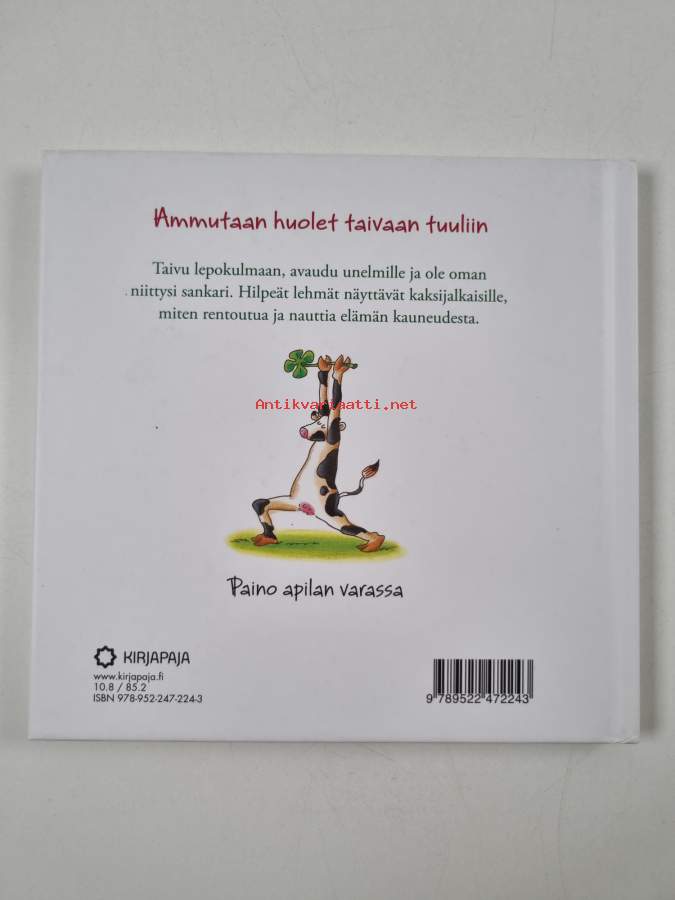 Ammutaan huolet taivaan tuuliin
Taivu lepokulmaan, avaudu unelmille ja ole oman
niittysi sankari. Hilpeät lehmät näyttävät kaksijalkaisille,
miten rentoutua ja nauttia elämän kauneudesta.
Antikvariaatti.net
Paino apilan varassa
KIRJAPAJA
www.kirjapaja.fi
10.8 / 85.2
ISBN 978-952-247-224-3
9 789522 472243